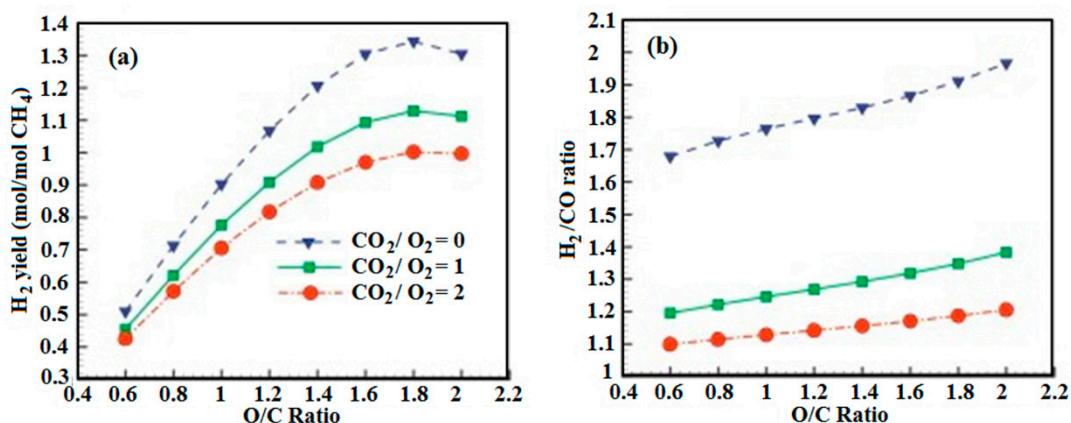 (a)
H2 yield (mol/mol CH4)
1.4
1.3
1.2
1.1
1
0.9
0.8
0.7
0.6
0.5
0.4
0.3
CO2/ O2= 0
CO2/ O2= 1
CO2/ O2= 2
0.4 0.6 0.8 1.0 1.2 1.4 1.6 1.8 2.0 2.2
O/C Ratio
(b)
H2/CO ratio
2.1
2
1.9
1.8
1.7
1.6
1.5
1.4
1.3
1.2
1.1
1
0.4 0.6 0.8 1.0 1.2 1.4 1.6 1.8 2.0 2.2
O/C Ratio